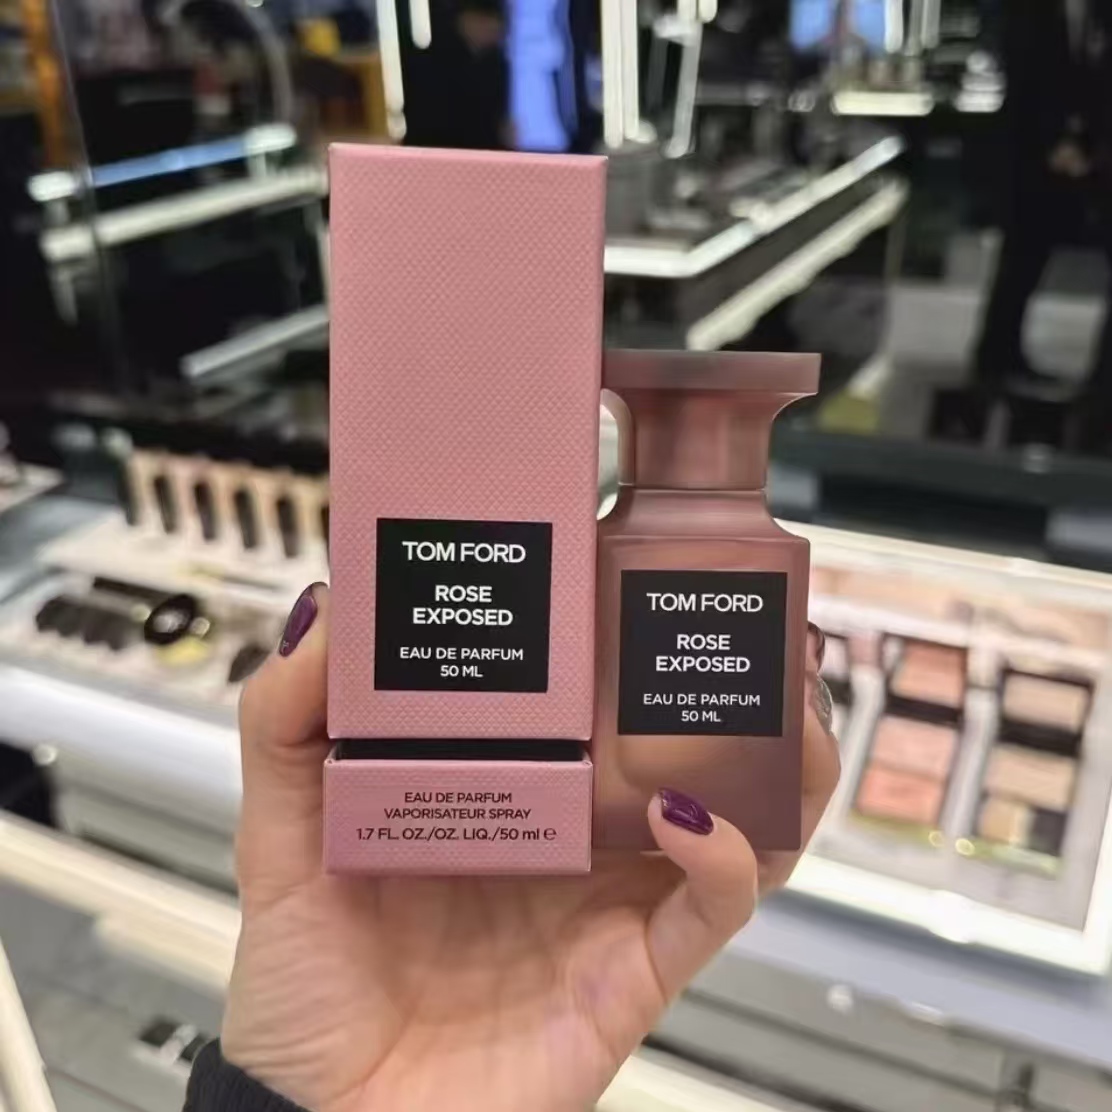 TOM FORD
ROSE
EXPOSED
EAU DE PARFUM
50 ML
EAU DE PARFUM
VAPORISATEUR SPRAY
1.7 FL. OZ./OZ. LIQ./50 ml ℮
TOM FORD
ROSE
EXPOSED
EAU DE PARFUM
50 ML